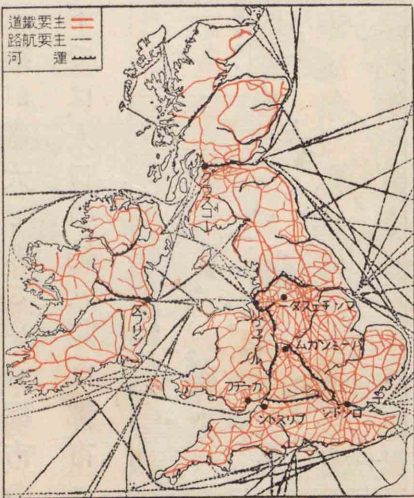 主要鐵道
主要航路
運河
グラスゴー
ダブリン
マンチェスター
バーミンガム
カーヂフ
ブリストル
ロンドン